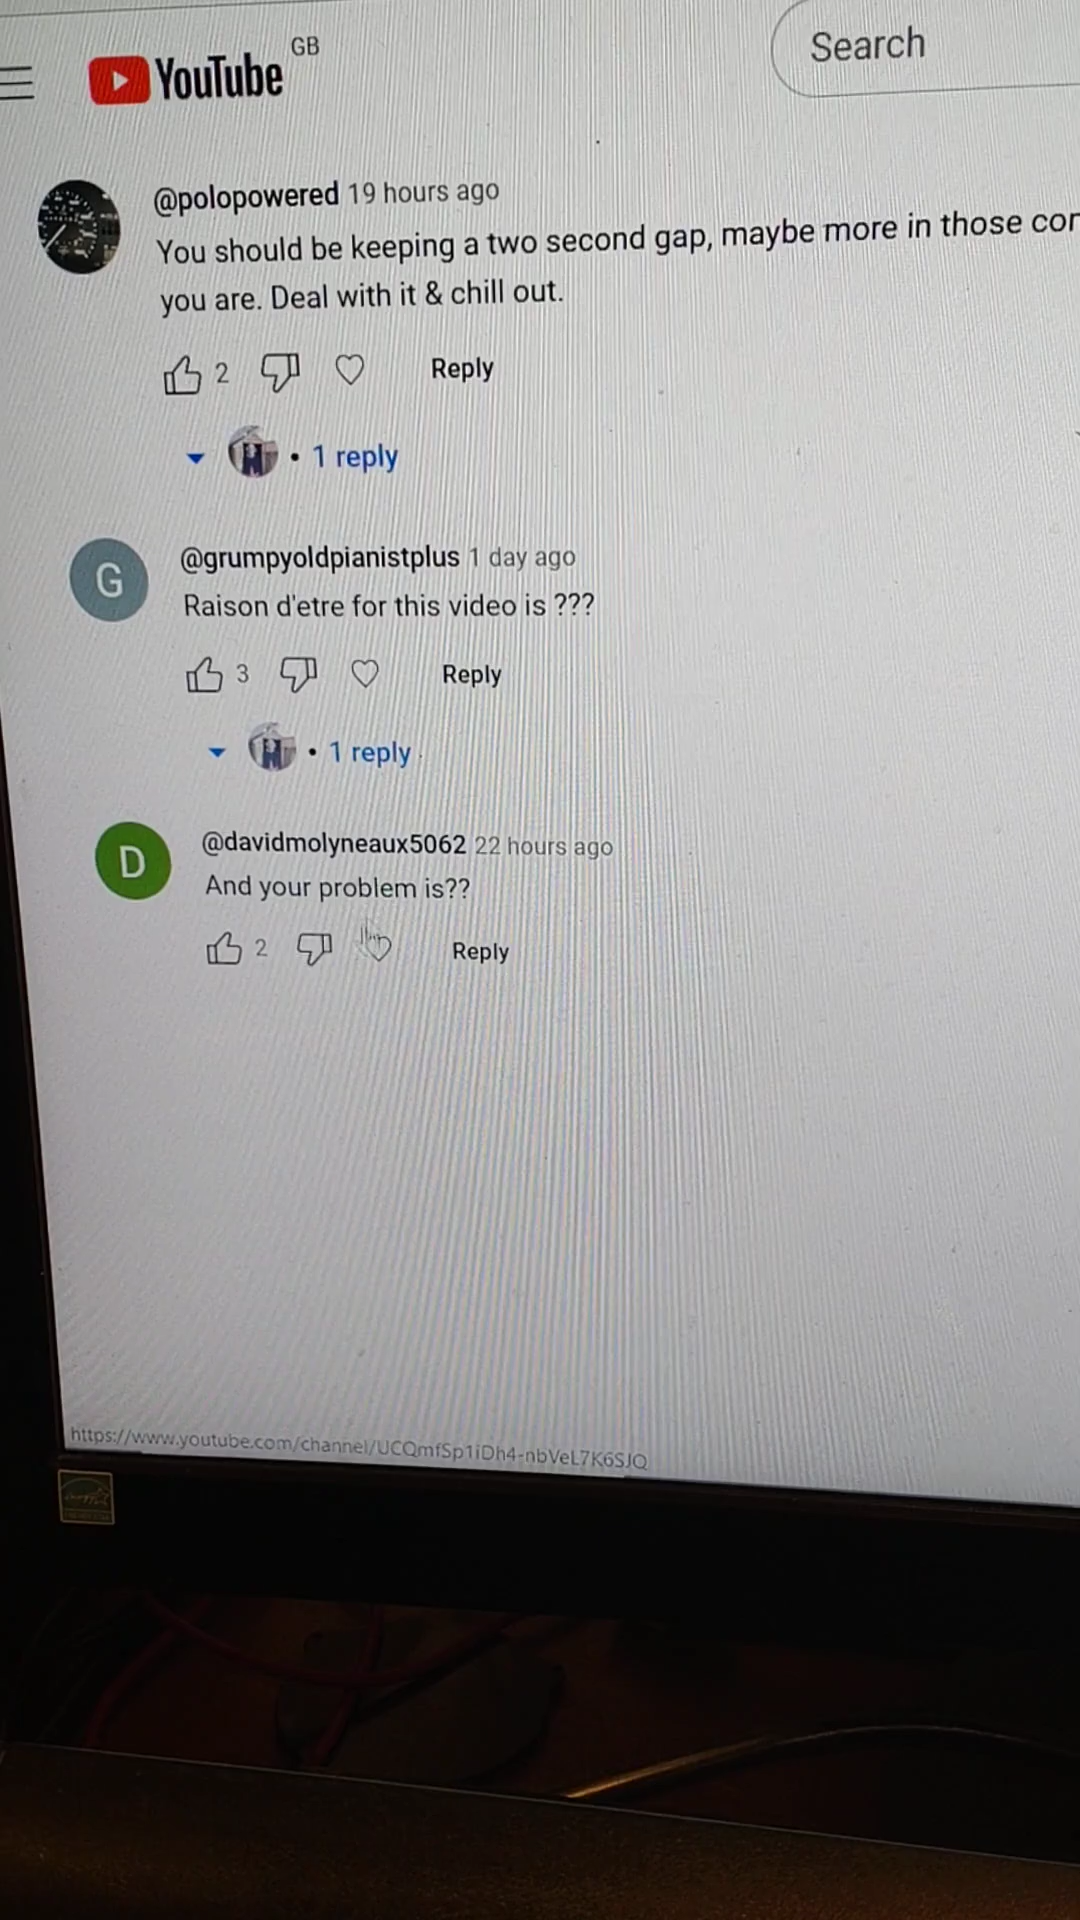 YouTube GB
Search
@polopowered 19 hours ago
You should be keeping a two second gap, maybe more in those
you are. Deal with it & chill out.
2 Reply
• 1 reply
G
@grumpyoldpianistplus 1 day ago
Raison d'etre for this video is ???
3 Reply
• 1 reply
D
@davidmolyneaux5062 22 hours ago
And your problem is??
2 Reply
https://www.youtube.com/channel/UCQmfSp1iDh4-nbVeL7K6SJQ